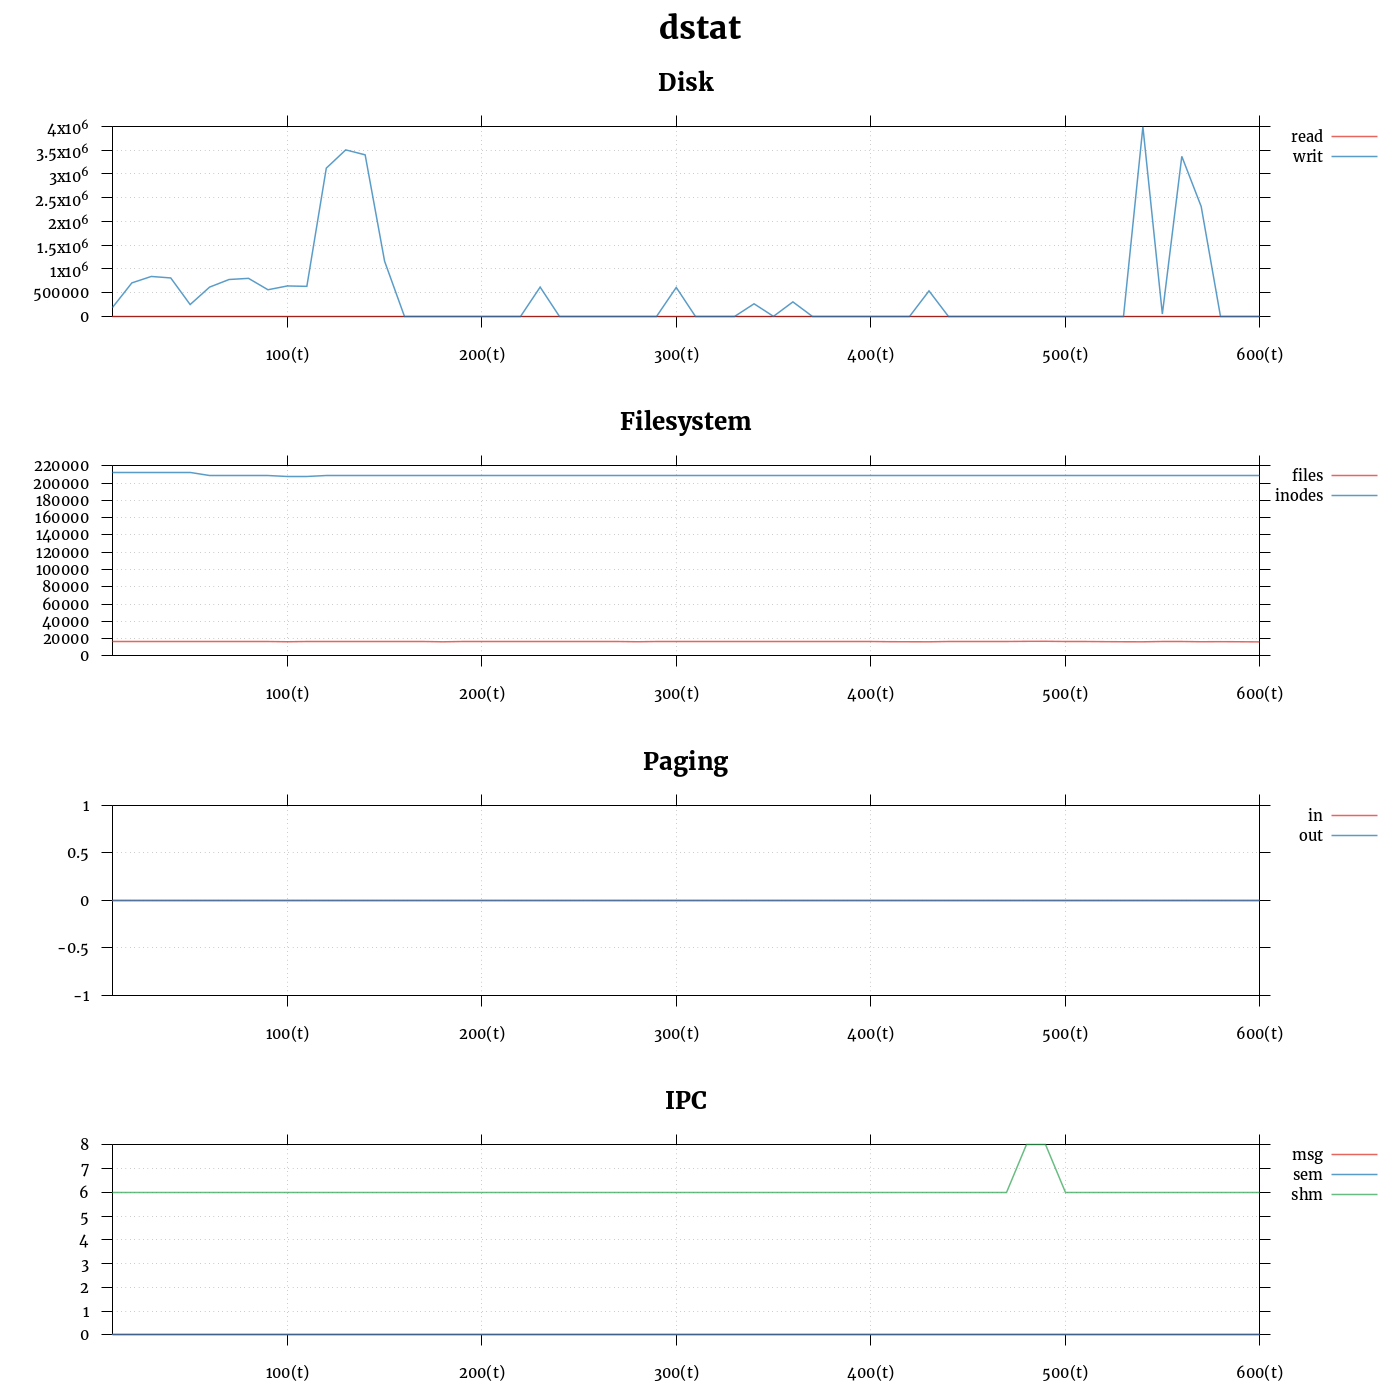 dstat
Disk
4x10⁶
3.5x10⁶
3x10⁶
2.5x10⁶
2x10⁶
1.5x10⁶
1x10⁶
500000
0
100(t) 200(t) 300(t) 400(t) 500(t) 600(t)
read
writ
Filesystem
220000
200000
180000
160000
140000
120000
100000
80000
60000
40000
20000
0
100(t) 200(t) 300(t) 400(t) 500(t) 600(t)
files
inodes
Paging
1
0.5
0
-0.5
-1
100(t) 200(t) 300(t) 400(t) 500(t) 600(t)
in
out
IPC
8
7
6
5
4
3
2
1
0
100(t) 200(t) 300(t) 400(t) 500(t) 600(t)
msg
sem
shm